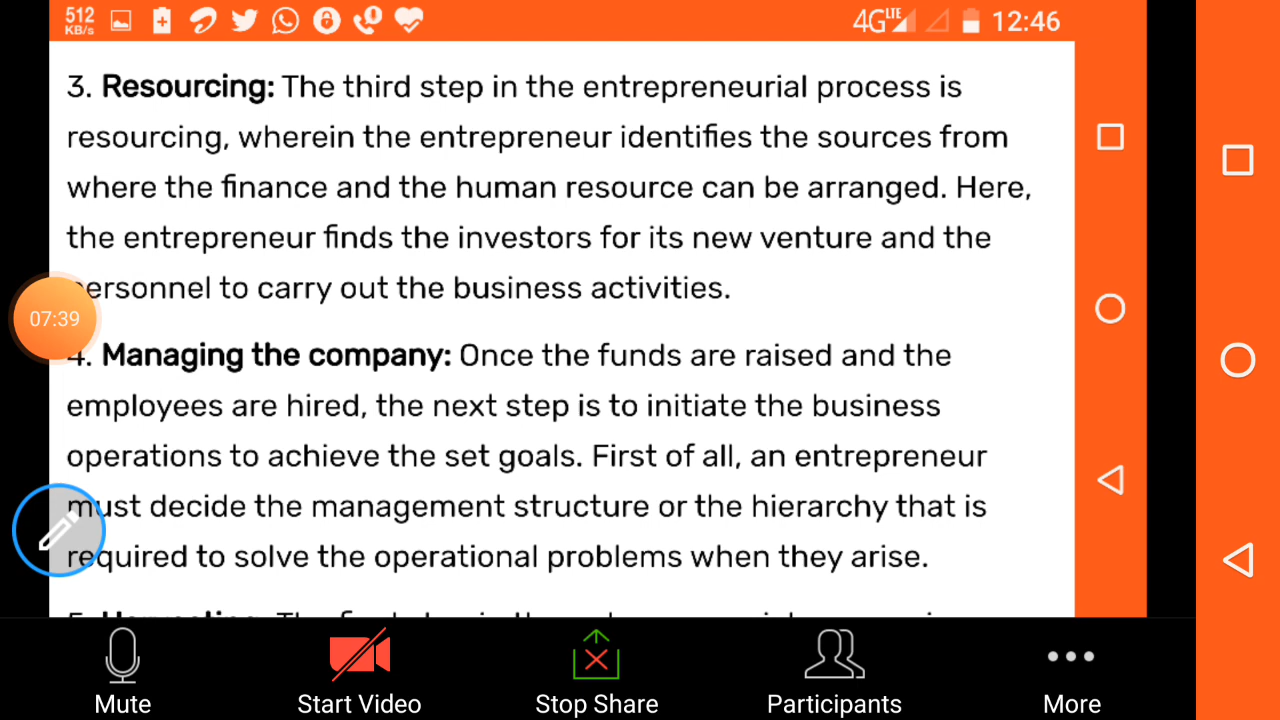 512
KB/s
4G LTE
12:46
3. Resourcing: The third step in the entrepreneurial process is
resourcing, wherein the entrepreneur identifies the sources from
where the finance and the human resource can be arranged. Here,
the entrepreneur finds the investors for its new venture and the
personnel to carry out the business activities.
07:39
4. Managing the company: Once the funds are raised and the
employees are hired, the next step is to initiate the business
operations to achieve the set goals. First of all, an entrepreneur
must decide the management structure or the hierarchy that is
required to solve the operational problems when they arise.
Mute
Start Video
Stop Share
Participants
More